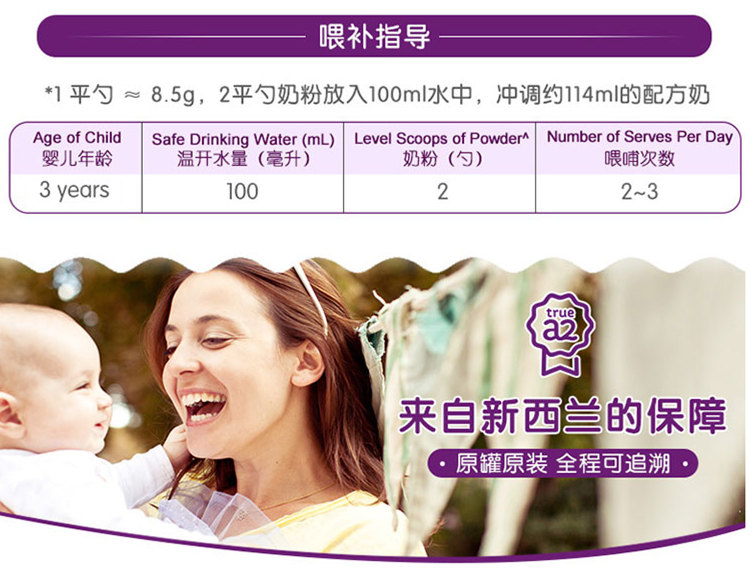 喂补指导
*1 平勺 ≈ 8.5g，2平勺奶粉放入100ml水中，冲调约114ml的配方奶
Age of Child Safe Drinking Water (mL) Level Scoops of Powder^ Number of Serves Per Day
婴儿年龄 温开水量（毫升） 奶粉（勺） 喂哺次数
3 years 100 2 2~3
true
a2
来自新西兰的保障
• 原罐原装 全程可追溯 •